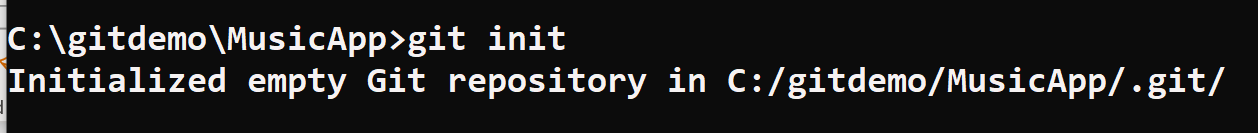 C:\gitdemo\MusicApp>git init
Initialized empty Git repository in C:/gitdemo/MusicApp/.git/